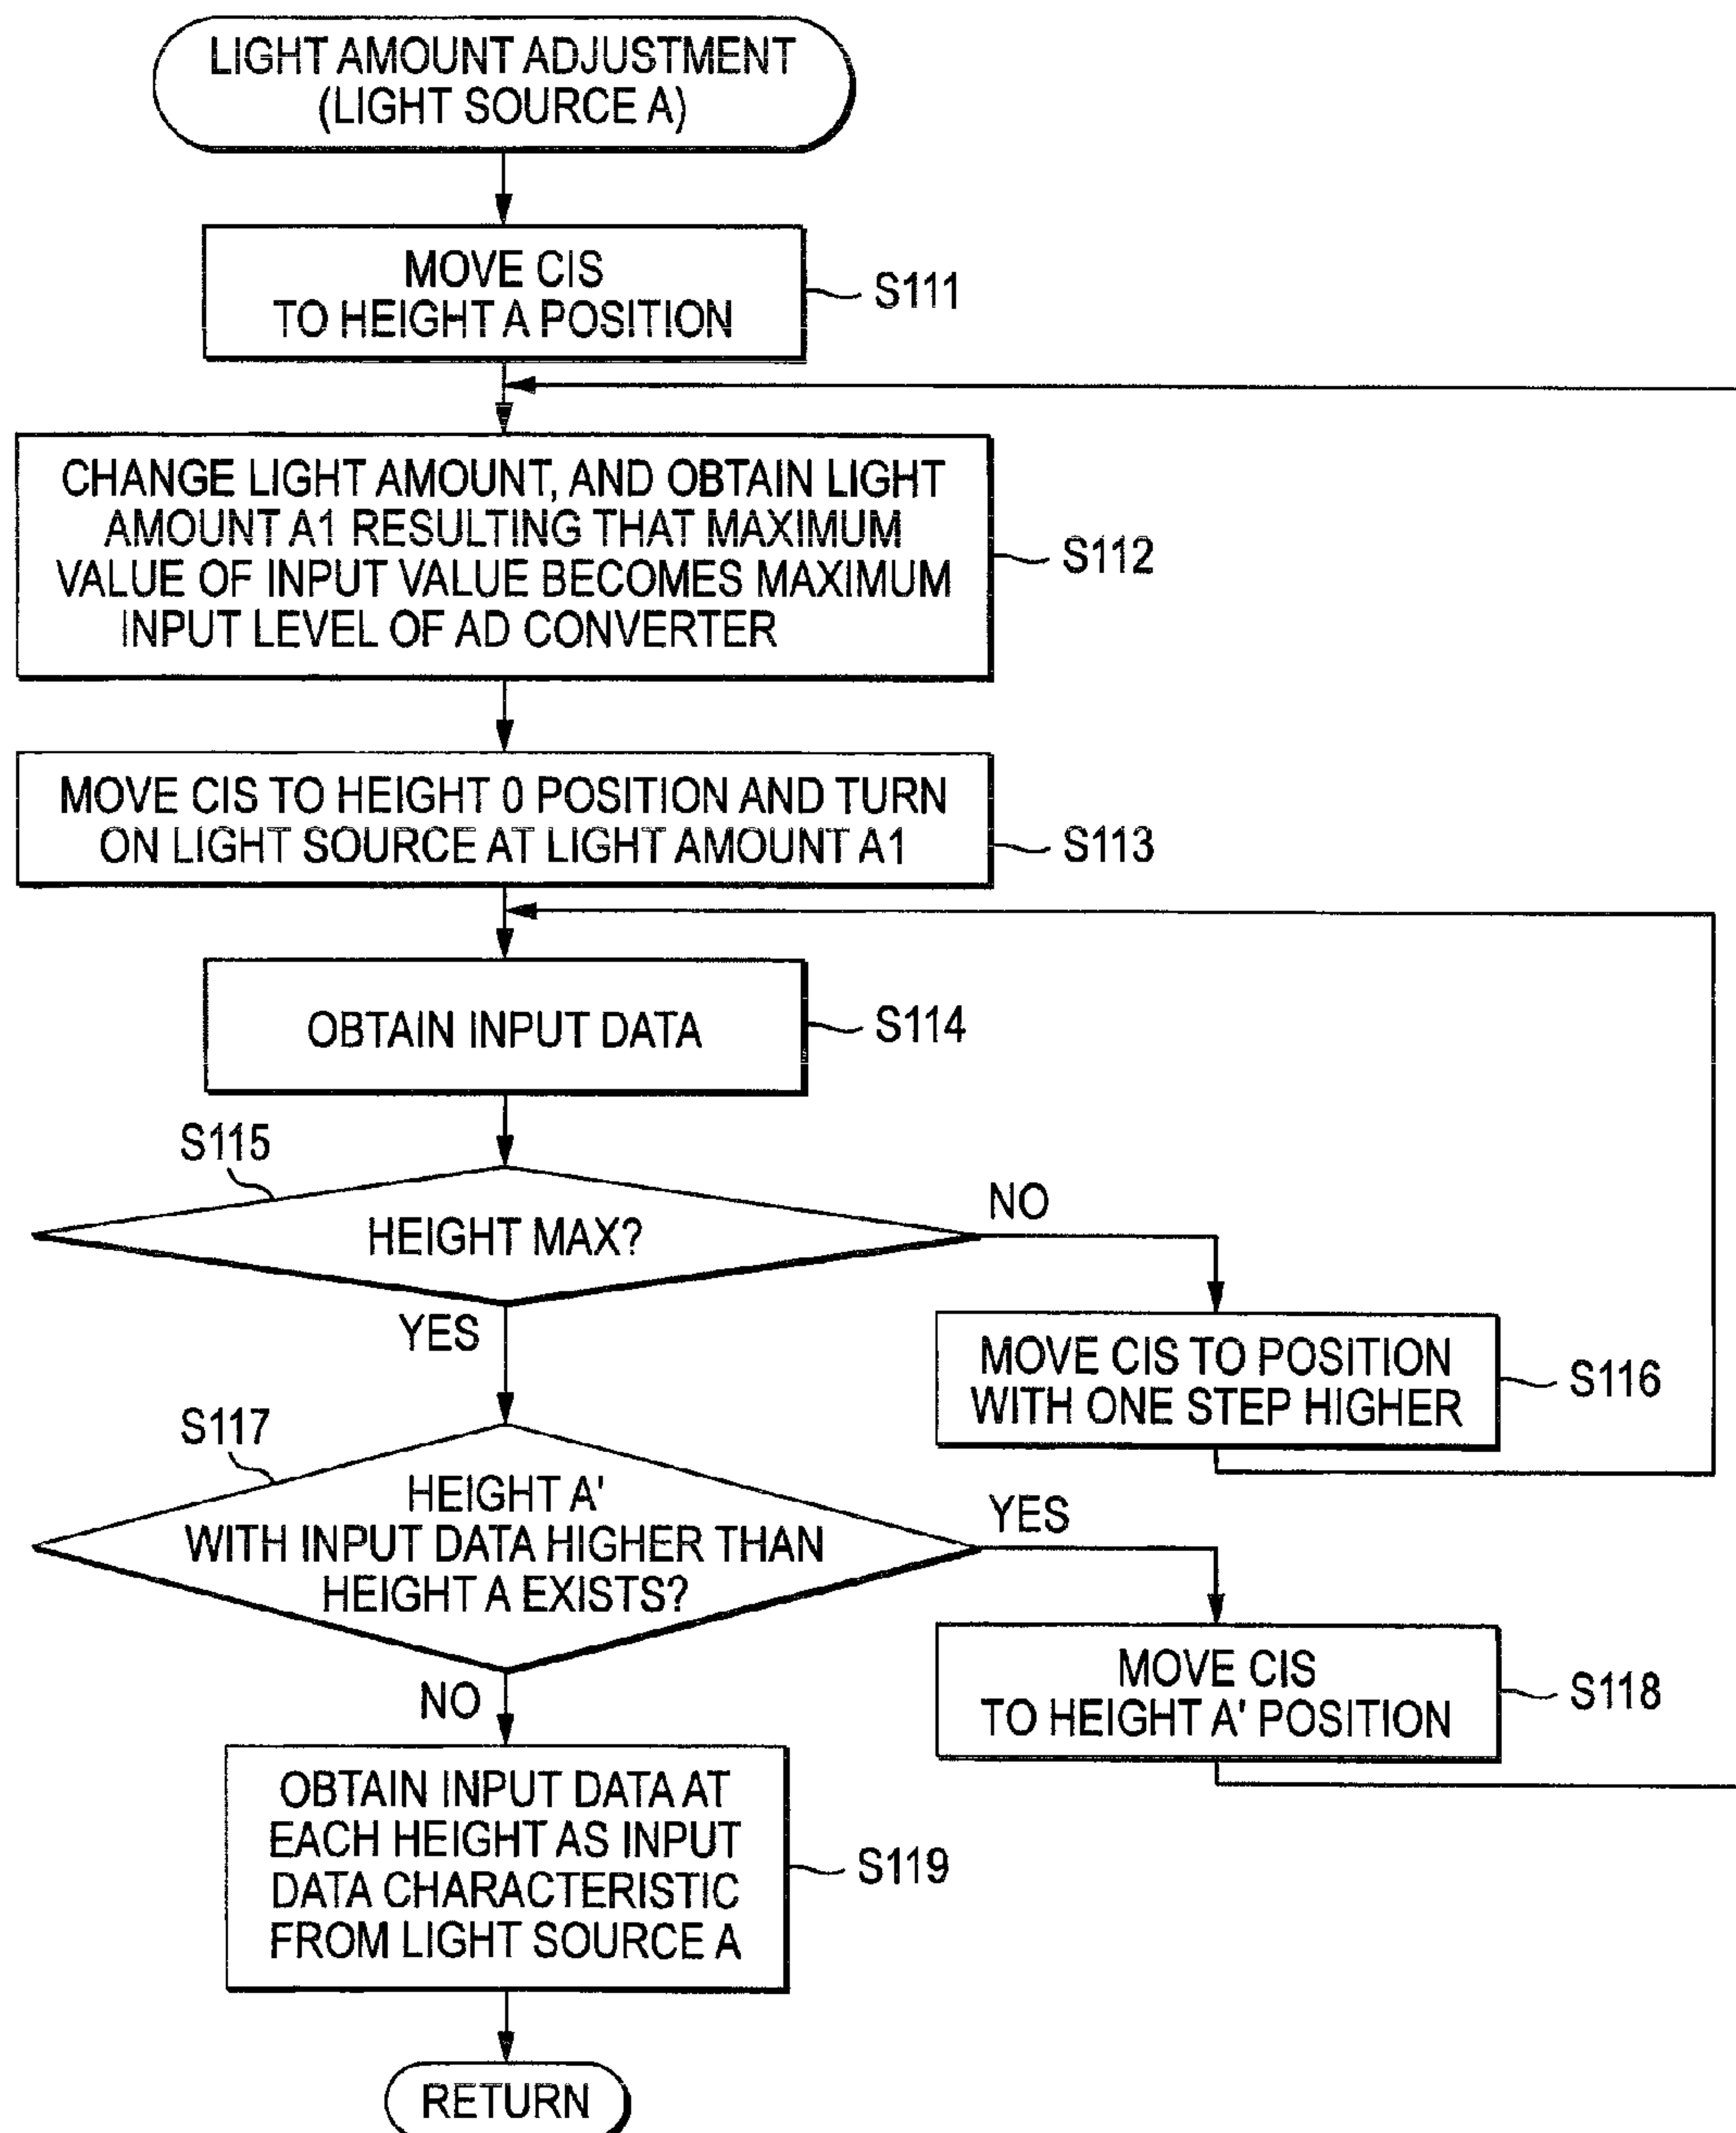 LIGHT AMOUNT ADJUSTMENT
(LIGHT SOURCE A)
MOVE CIS
TO HEIGHT A POSITION
S111
CHANGE LIGHT AMOUNT, AND OBTAIN LIGHT
AMOUNT A1 RESULTING THAT MAXIMUM
VALUE OF INPUT VALUE BECOMES MAXIMUM
INPUT LEVEL OF AD CONVERTER
S112
MOVE CIS TO HEIGHT 0 POSITION AND TURN
ON LIGHT SOURCE AT LIGHT AMOUNT A1
S113
OBTAIN INPUT DATA
S114
S115
HEIGHT MAX?
NO
YES
MOVE CIS TO POSITION
WITH ONE STEP HIGHER
S116
S117
HEIGHT A'
WITH INPUT DATA HIGHER THAN
HEIGHT A EXISTS?
YES
NO
MOVE CIS
TO HEIGHT A' POSITION
S118
OBTAIN INPUT DATA AT
EACH HEIGHT AS INPUT
DATA CHARACTERISTIC
FROM LIGHT SOURCE A
S119
RETURN